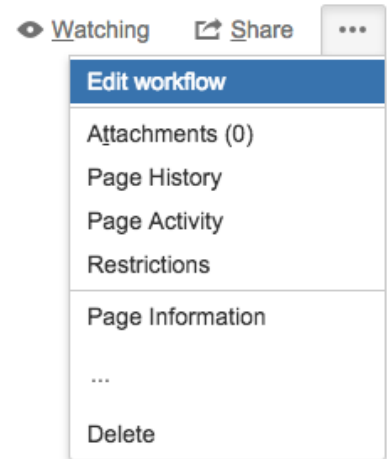 Watching Share ...
Edit workflow
Attachments (0)
Page History
Page Activity
Restrictions
Page Information
...
Delete